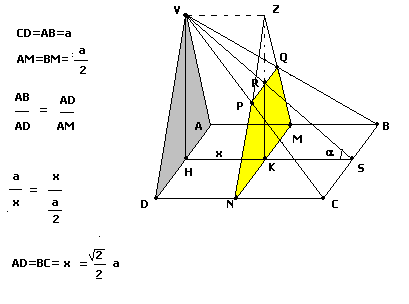 CD=AB=a
AM=BM= a/2
AB/AD = AD/AM
a/x = x/(a/2)
AD=BC= x = √2/2 a
V
Z
Q
R
P
A
M
B
H
x
K
α
S
D
N
C